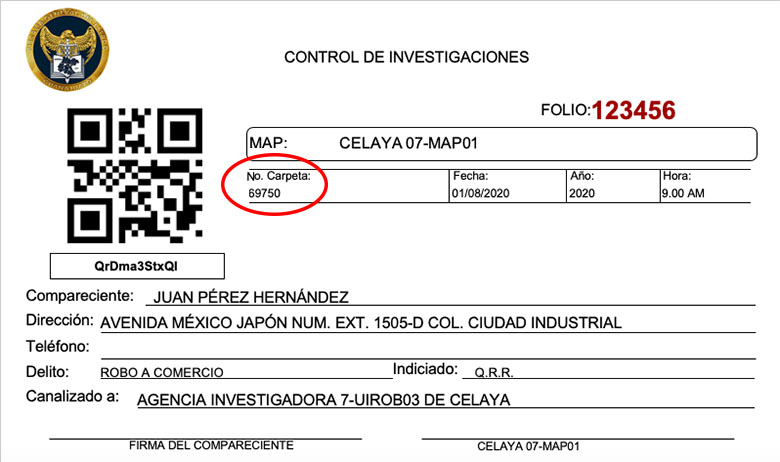 CONTROL DE INVESTIGACIONES
FOLIO:123456
MAP: CELAYA 07-MAP01
No. Carpeta: Fecha: Año: Hora:
69750 01/08/2020 2020 9.00 AM
QrDma3StxQI
Compareciente: JUAN PÉREZ HERNÁNDEZ
Dirección: AVENIDA MÉXICO JAPÓN NUM. EXT. 1505-D COL. CIUDAD INDUSTRIAL
Teléfono:
Delito: ROBO A COMERCIO Indiciado: Q.R.R.
Canalizado a: AGENCIA INVESTIGADORA 7-UIROB03 DE CELAYA
FIRMA DEL COMPARECIENTE CELAYA 07-MAP01